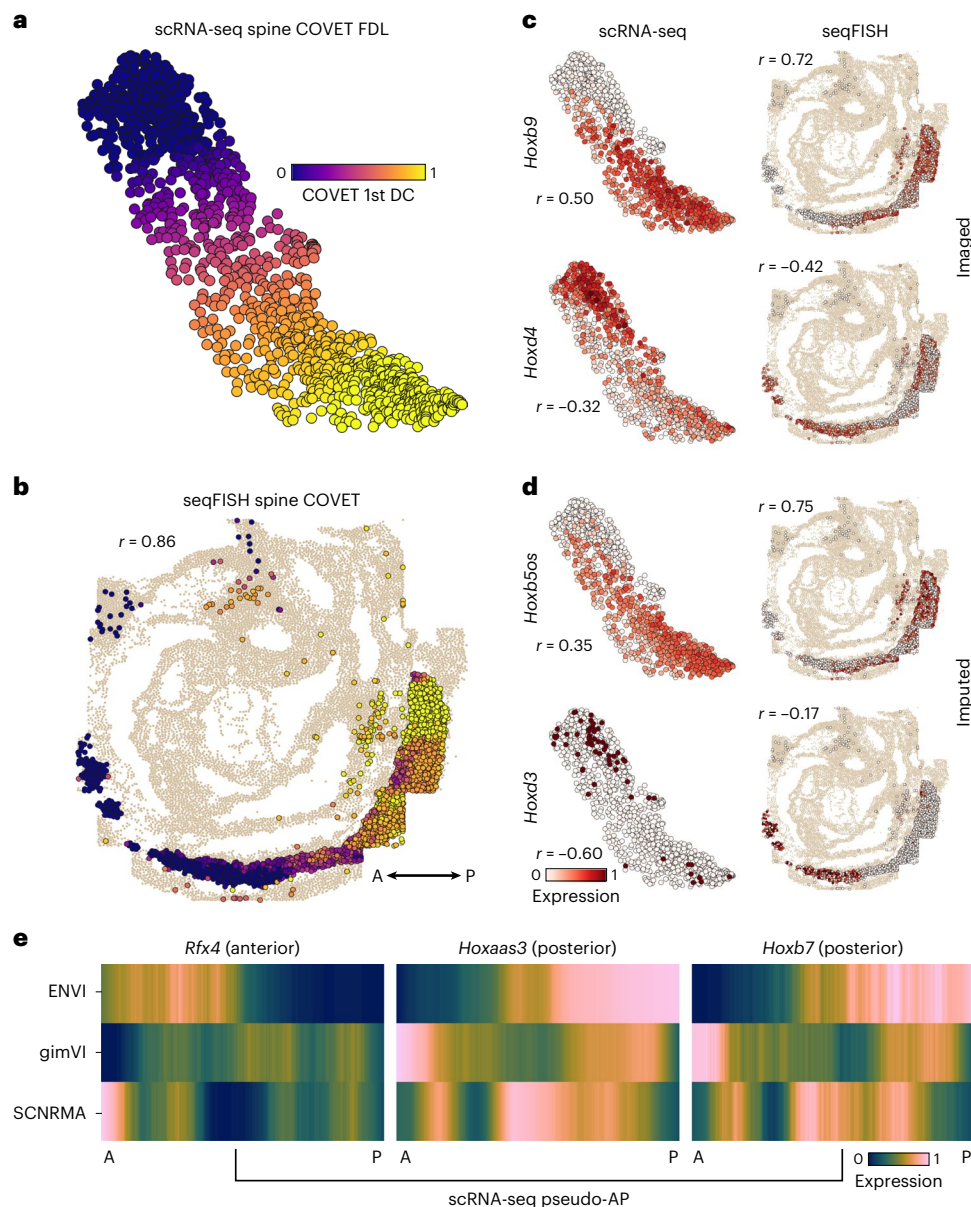 a
scRNA-seq spine COVET FDL
0
1
COVET 1st DC
b
seqFISH spine COVET
r = 0.86
A
P
c
scRNA-seq
seqFISH
Hoxb9
r = 0.50
r = 0.72
Hoxd4
r = −0.32
r = −0.42
Imaged
d
Hoxb5os
r = 0.35
r = 0.75
Hoxd3
r = −0.60
0
1
Expression
r = −0.17
Imputed
e
Rfx4 (anterior)
Hoxaas3 (posterior)
Hoxb7 (posterior)
ENVI
gimVI
SCNRMA
A
P
A
P
A
P
0
1
Expression
scRNA-seq pseudo-AP